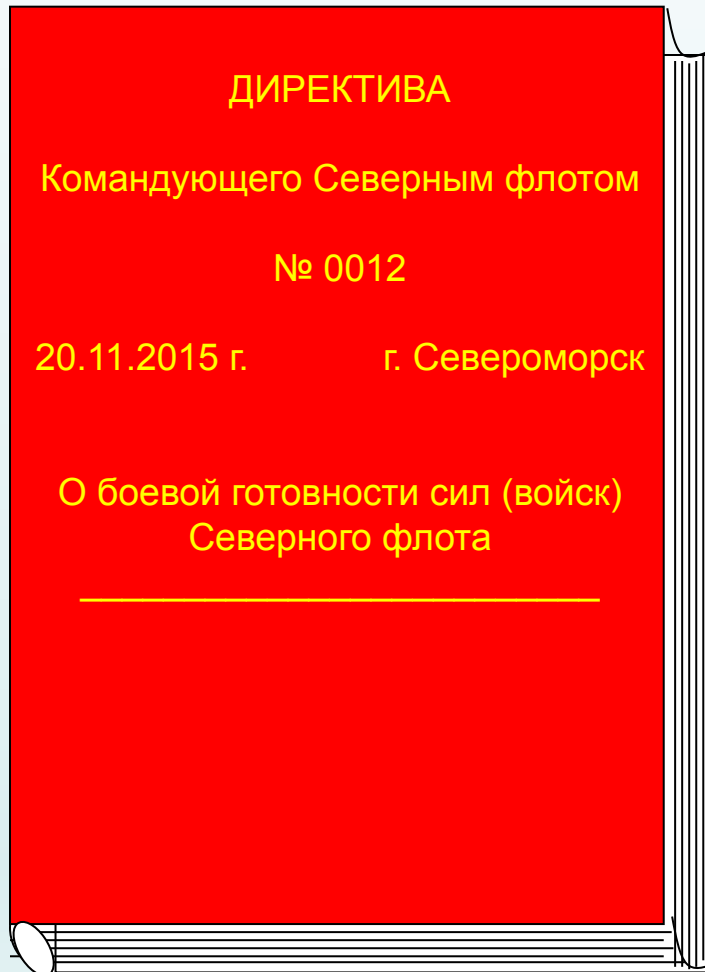 ДИРЕКТИВА
Командующего Северным флотом
№ 0012
20.11.2015 г. г. Североморск
О боевой готовности сил (войск)
Северного флота